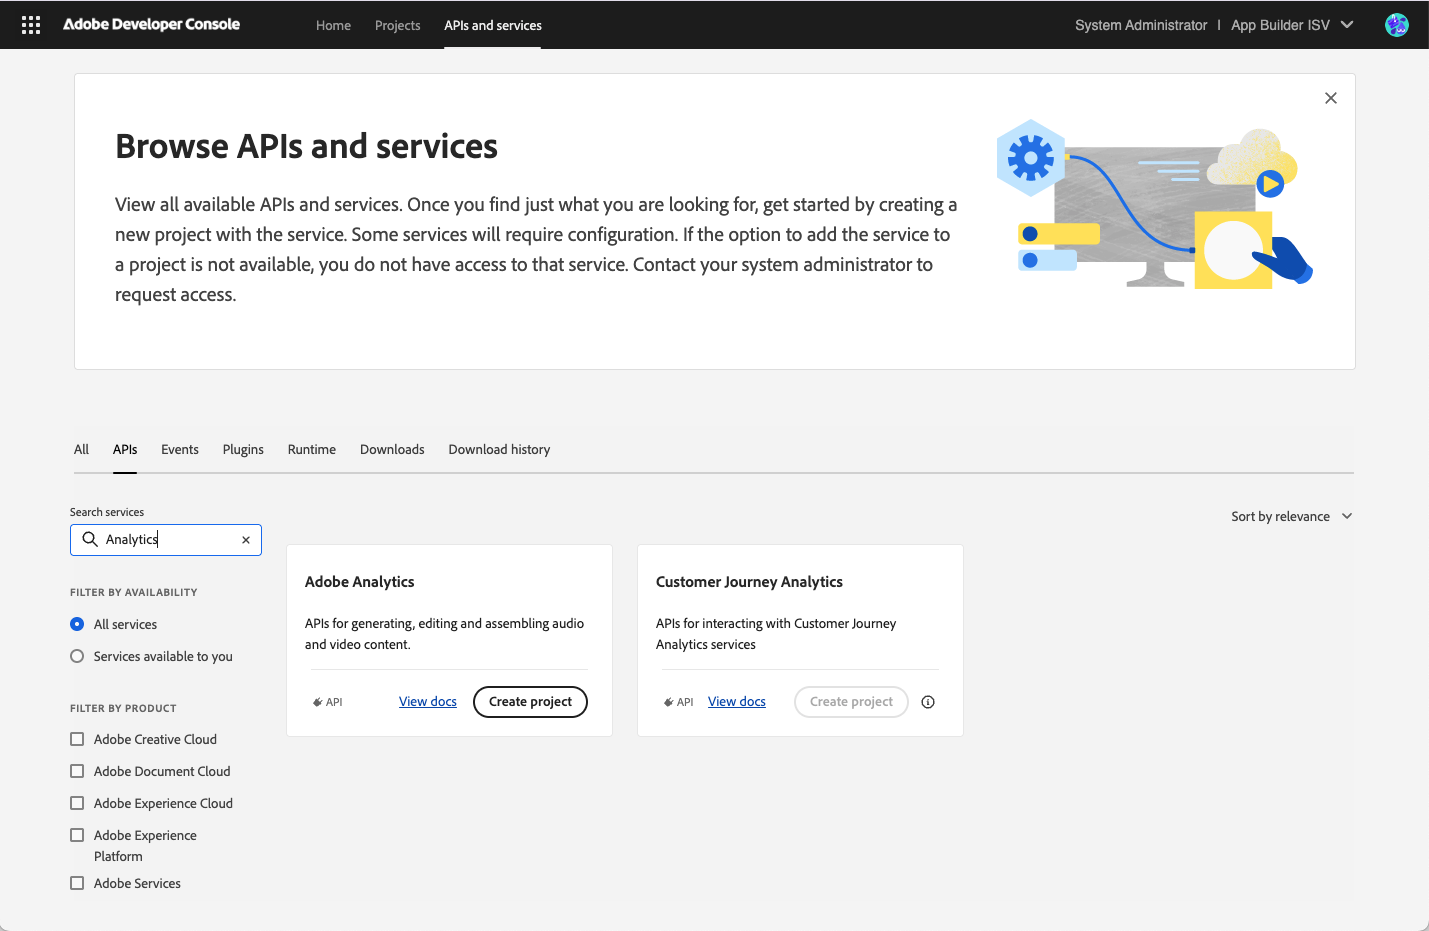 Adobe Developer Console
Home
Projects
APIs and services
System Administrator | App Builder ISV
Browse APIs and services
View all available APIs and services. Once you find just what you are looking for, get started by creating a
new project with the service. Some services will require configuration. If the option to add the service to
a project is not available, you do not have access to that service. Contact your system administrator to
request access.
All
APIs
Events
Plugins
Runtime
Downloads
Download history
Search services
Analytics
Sort by relevance
FILTER BY AVAILABILITY
All services
Services available to you
FILTER BY PRODUCT
Adobe Creative Cloud
Adobe Document Cloud
Adobe Experience Cloud
Adobe Experience
Platform
Adobe Services
Adobe Analytics
APIs for generating, editing and assembling audio
and video content.
API
View docs
Create project
Customer Journey Analytics
APIs for interacting with Customer Journey
Analytics services
API
View docs
Create project